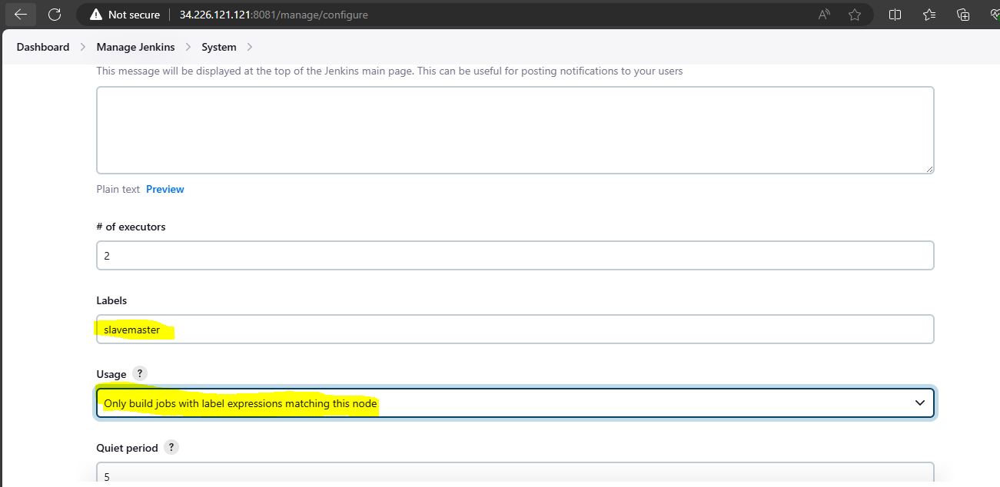 Not secure 34.226.121.121:8081/manage/configure
Dashboard > Manage Jenkins > System >
This message will be displayed at the top of the Jenkins main page. This can be useful for posting notifications to your users
Plain text Preview
# of executors
2
Labels
slavemaster
Usage ?
Only build jobs with label expressions matching this node
Quiet period ?
5